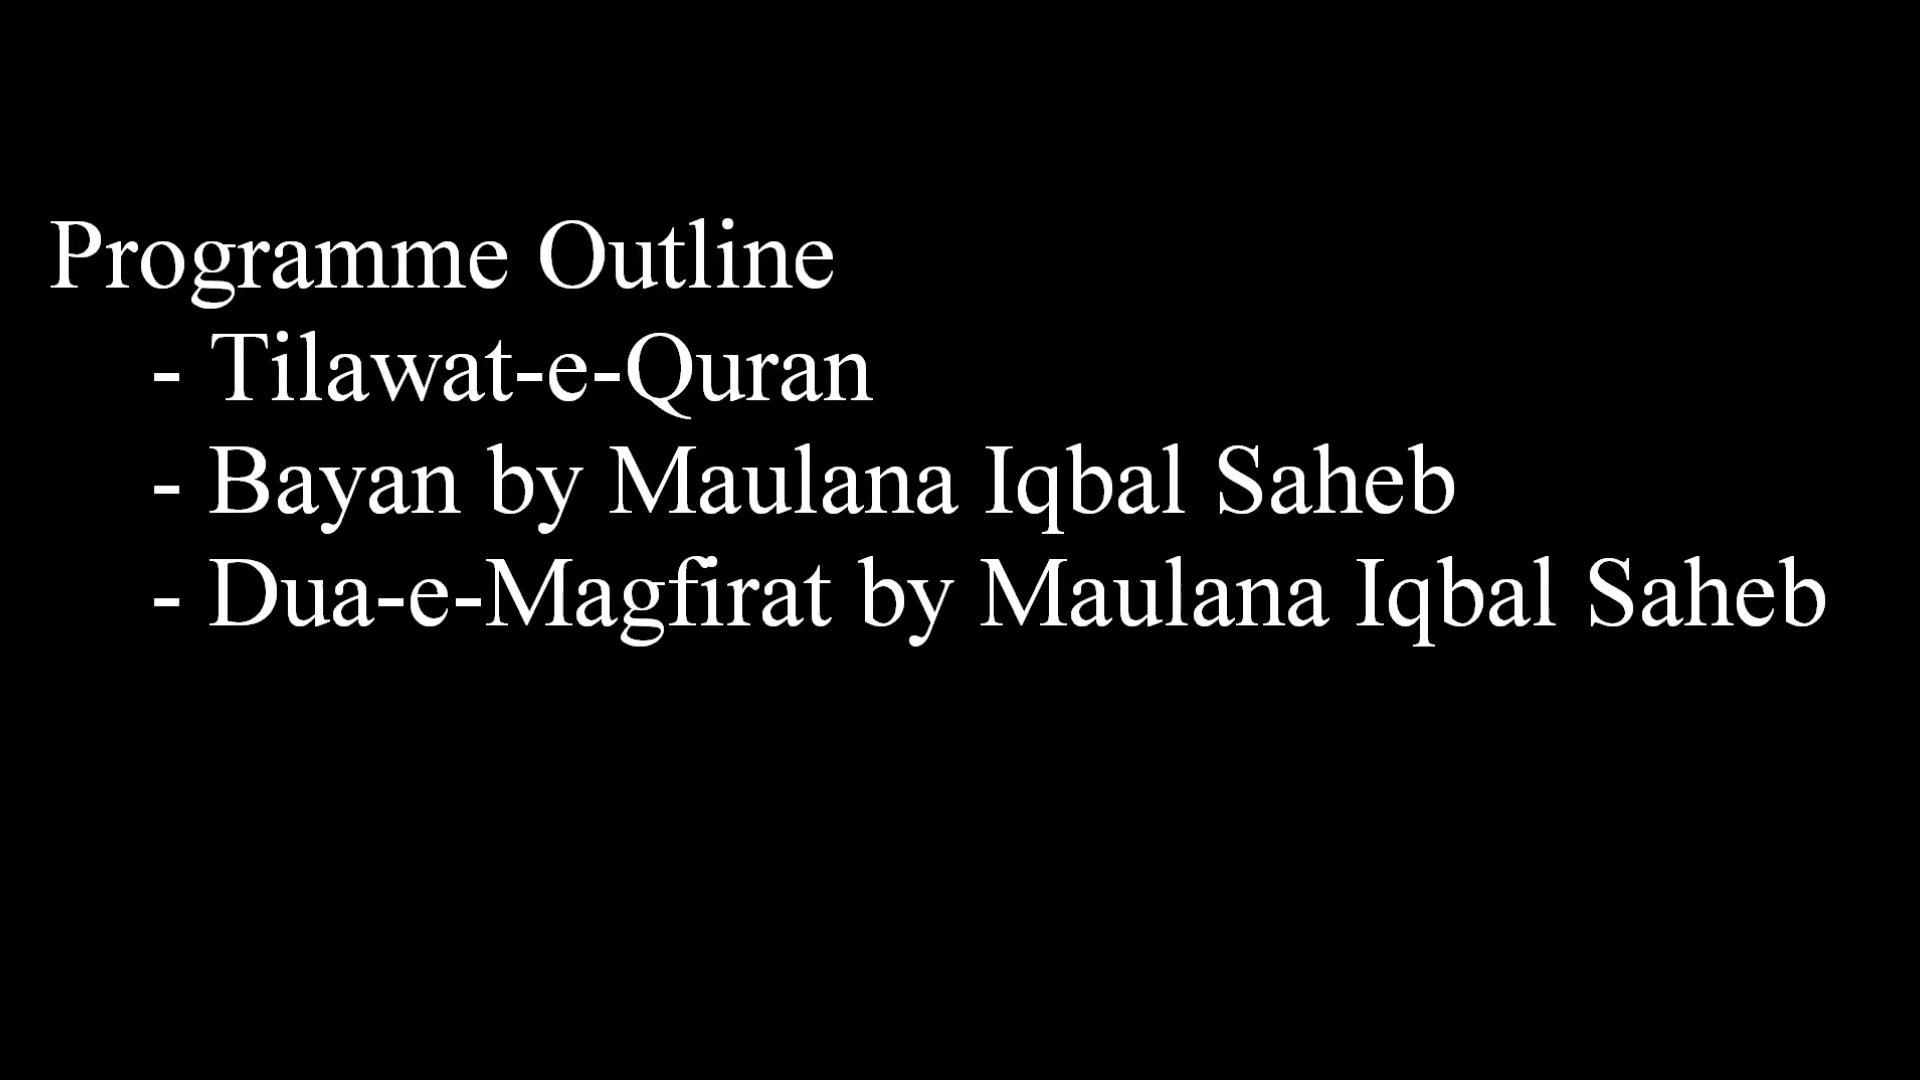 Programme Outline
- Tilawat-e-Quran
- Bayan by Maulana Iqbal Saheb
- Dua-e-Magfirat by Maulana Iqbal Saheb